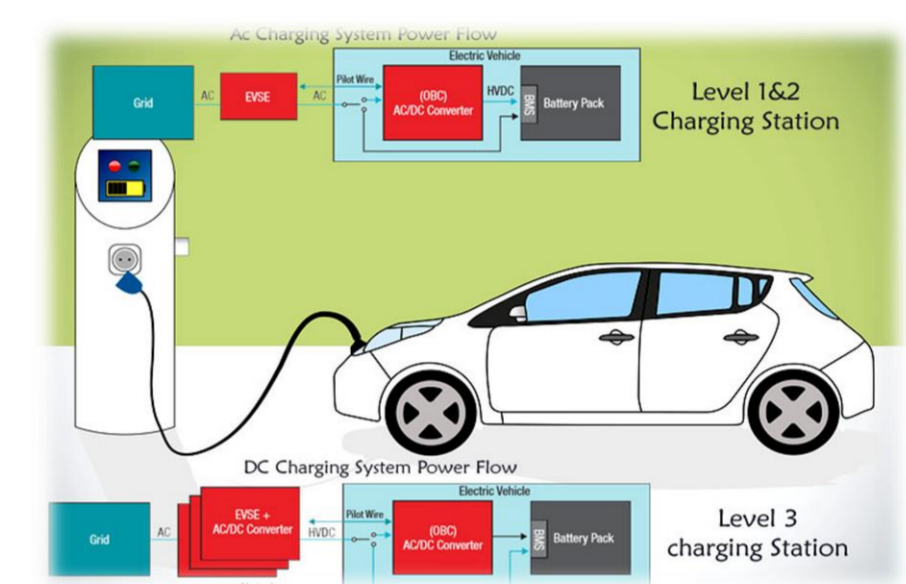 Ac Charging System Power Flow
Electric Vehicle
Grid
AC
EVSE
AC
Pilot Wire
(OBC)
AC/DC Converter
HVDC
BMS
Battery Pack
Level 1&2
Charging Station
DC Charging System Power Flow
Electric Vehicle
Grid
AC
EVSE +
AC/DC Converter
HVDC
Pilot Wire
(OBC)
AC/DC Converter
BMS
Battery Pack
Level 3
charging Station